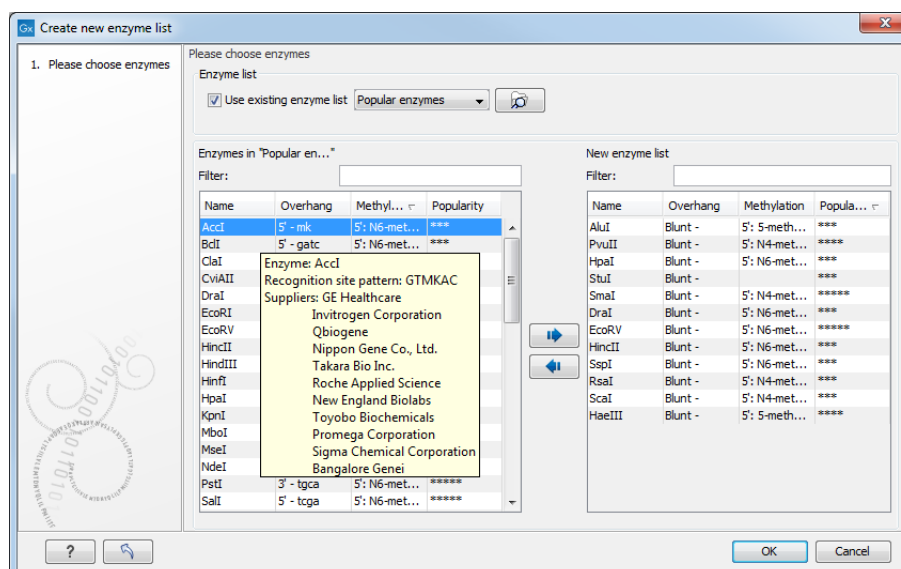 Gx Create new enzyme list
1. Please choose enzymes
Please choose enzymes
Enzyme list
Use existing enzyme list Popular enzymes
Enzymes in "Popular en..."
Filter:
Name Overhang Methyl... Popularity
AccI 5' - mk 5': N6-met... ***
BclI 5' - gatc 5': N6-met... ***
ClaI
CviAII
DraI
EcoRI
EcoRV
HincII
HindIII
HinfI
HpaI
KpnI
MboI
MseI
NdeI
PstI 3' - tgca 5': N6-met... *****
SalI 5' - tcga 5': N6-met... *****
Enzyme: AccI
Recognition site pattern: GTMKAC
Suppliers: GE Healthcare
Invitrogen Corporation
Qbiogene
Nippon Gene Co., Ltd.
Takara Bio Inc.
Roche Applied Science
New England Biolabs
Toyobo Biochemicals
Promega Corporation
Sigma Chemical Corporation
Bangalore Genei
New enzyme list
Filter:
Name Overhang Methylation Popula...
AluI Blunt - 5': 5-meth... ***
PvuII Blunt - 5': N4-met... ****
HpaI Blunt - 5': N6-met... ***
StuI Blunt - ***
SmaI Blunt - 5': N4-met... *****
DraI Blunt - 5': N6-met... ***
EcoRV Blunt - 5': N6-met... *****
HincII Blunt - 5': N6-met... ***
SspI Blunt - 5': N6-met... ***
RsaI Blunt - 5': N4-met... ***
ScaI Blunt - 5': N4-met... ***
HaeIII Blunt - 5': 5-meth... ****
?
OK Cancel